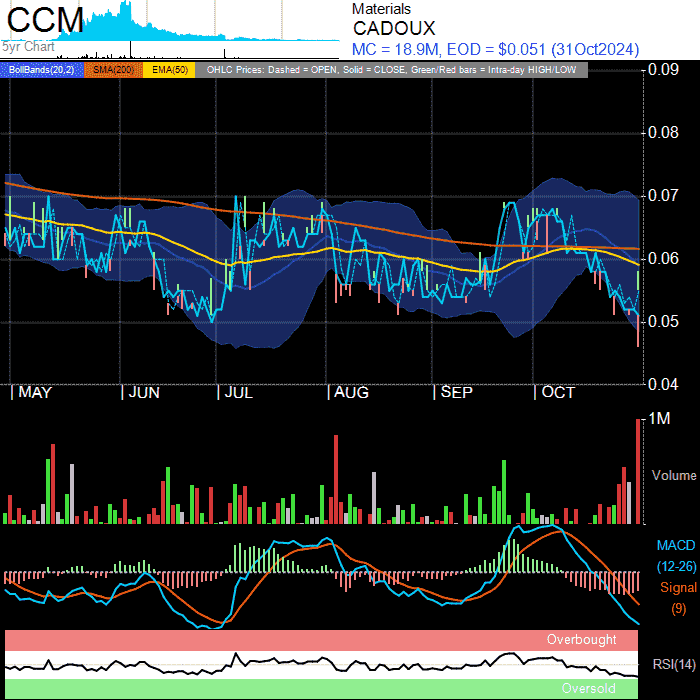 CCM
5yr Chart
Materials
CADOUX
MC = 18.9M, EOD = $0.051 (31Oct2024)
BollBands(20,2) SMA(200) EMA(50) OHLC Prices: Dashed = OPEN, Solid = CLOSE, Green/Red bars = Intra-day HIGH/LOW
0.09
0.08
0.07
0.06
0.05
0.04
MAY JUN JUL AUG SEP OCT
1M
Volume
MACD
(12-26)
Signal
(9)
Overbought
RSI(14)
Oversold